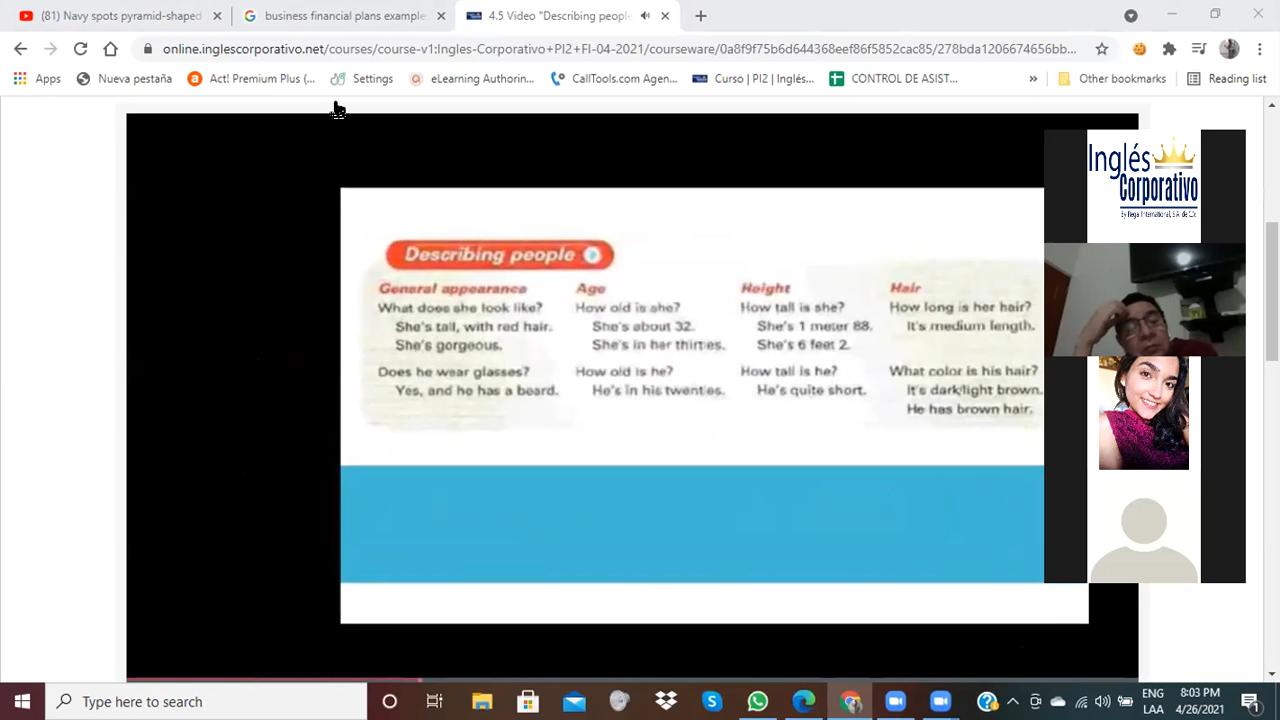 (81) Navy spots pyramid-shaped
business financial plans example
4.5 Video "Describing people
online.inglescorporativo.net/courses/course-v1:Ingles-Corporativo+PI2+FI-04-2021/courseware/0a8f9f75b6d644368eef86f5852cac85/278bda1206674656bb...
Apps
Nueva pestaña
Act! Premium Plus (...
Settings
eLearning Authorin...
CallTools.com Agen...
Curso | PI2 | Inglés...
CONTROL DE ASIST...
»
Other bookmarks
Reading list
Inglés
Corporativo
By Rega International, S.A. de C.V.
Describing people
General appearance
What does she look like?
She's tall, with red hair.
She's gorgeous.
Does he wear glasses?
Yes, and he has a beard.
Age
How old is she?
She's about 32.
She's in her thirties.
How old is he?
He's in his twenties.
Height
How tall is she?
She's 1 meter 88.
She's 6 feet 2.
How tall is he?
He's quite short.
Hair
How long is her hair?
It's medium length.
What color is his hair?
It's dark/light brown.
He has brown hair.
Type here to search
ENG
LAA
8:03 PM
4/26/2021
1